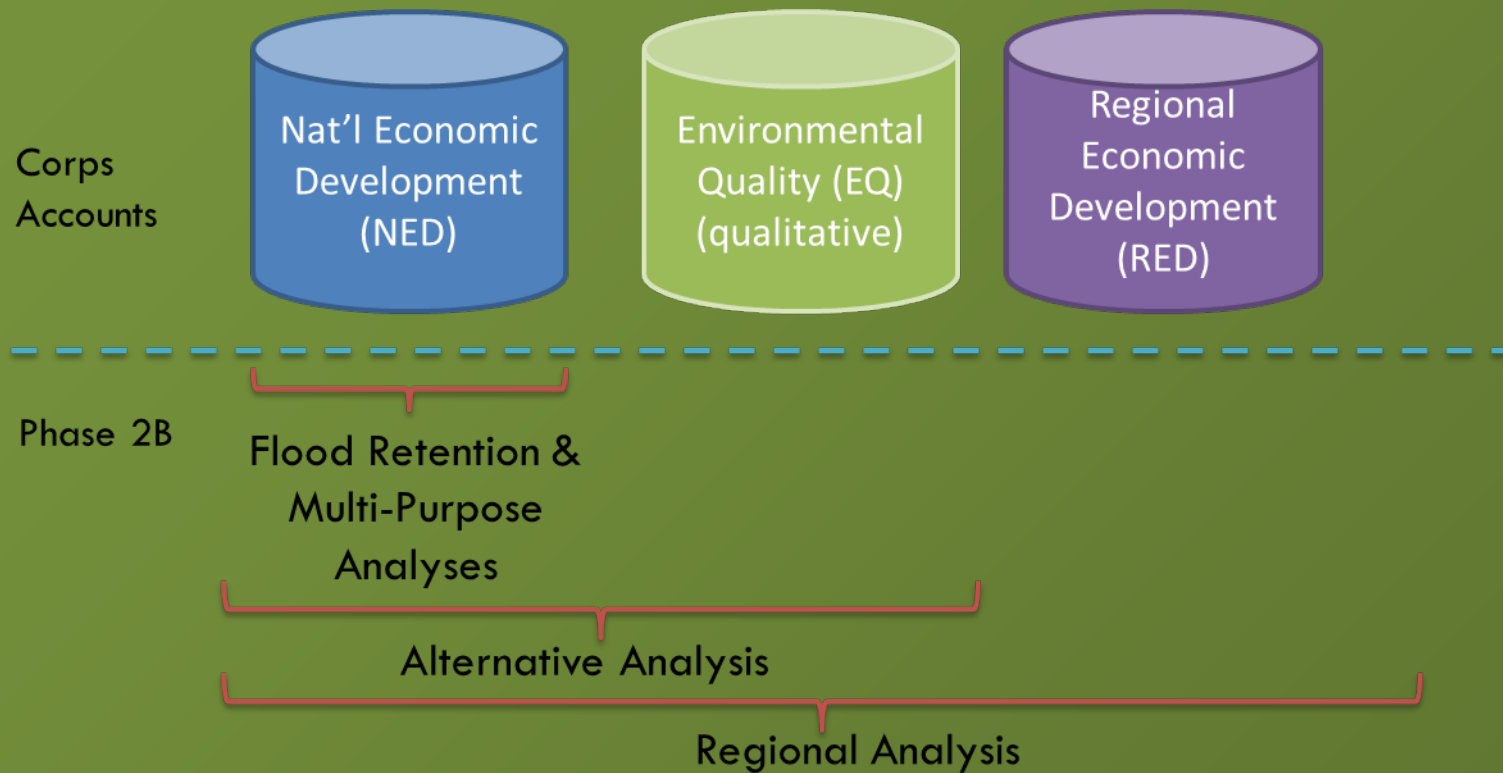 Corps
Accounts
Nat’l Economic
Development
(NED)
Environmental
Quality (EQ)
(qualitative)
Regional
Economic
Development
(RED)
Phase 2B
Flood Retention &
Multi-Purpose
Analyses
Alternative Analysis
Regional Analysis